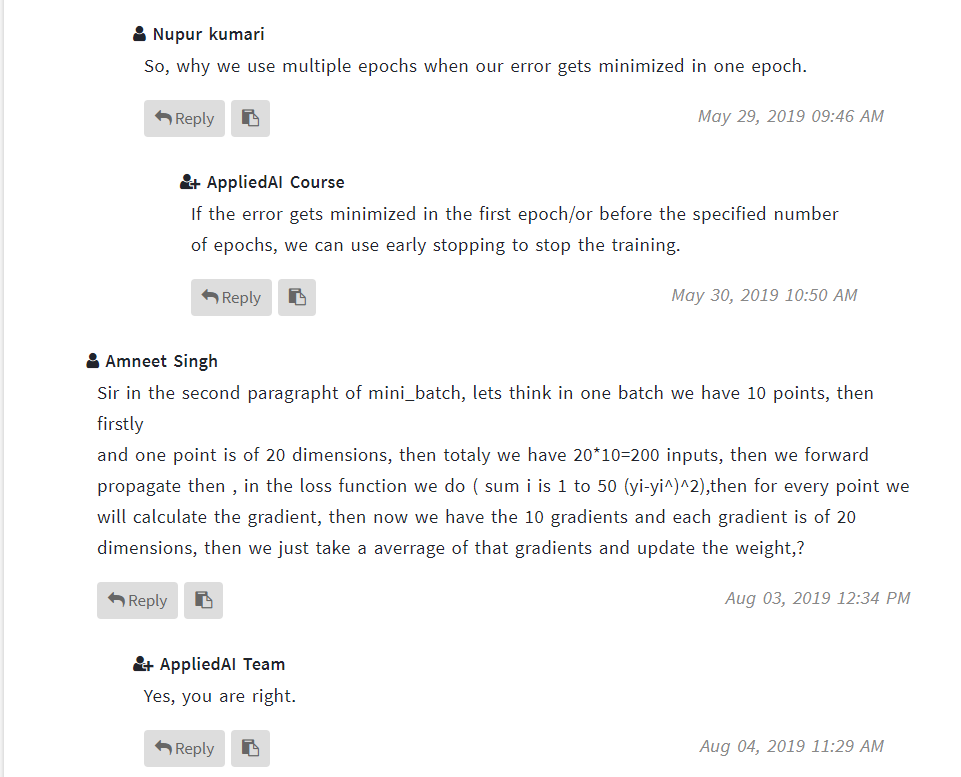 Nupur kumari
So, why we use multiple epochs when our error gets minimized in one epoch.
Reply
May 29, 2019 09:46 AM
AppliedAI Course
If the error gets minimized in the first epoch/or before the specified number
of epochs, we can use early stopping to stop the training.
Reply
May 30, 2019 10:50 AM
Amneet Singh
Sir in the second paragrapht of mini_batch, lets think in one batch we have 10 points, then
firstly
and one point is of 20 dimensions, then totaly we have 20*10=200 inputs, then we forward
propagate then , in the loss function we do ( sum i is 1 to 50 (yi-yi^)^2),then for every point we
will calculate the gradient, then now we have the 10 gradients and each gradient is of 20
dimensions, then we just take a averrage of that gradients and update the weight,?
Reply
Aug 03, 2019 12:34 PM
AppliedAI Team
Yes, you are right.
Reply
Aug 04, 2019 11:29 AM